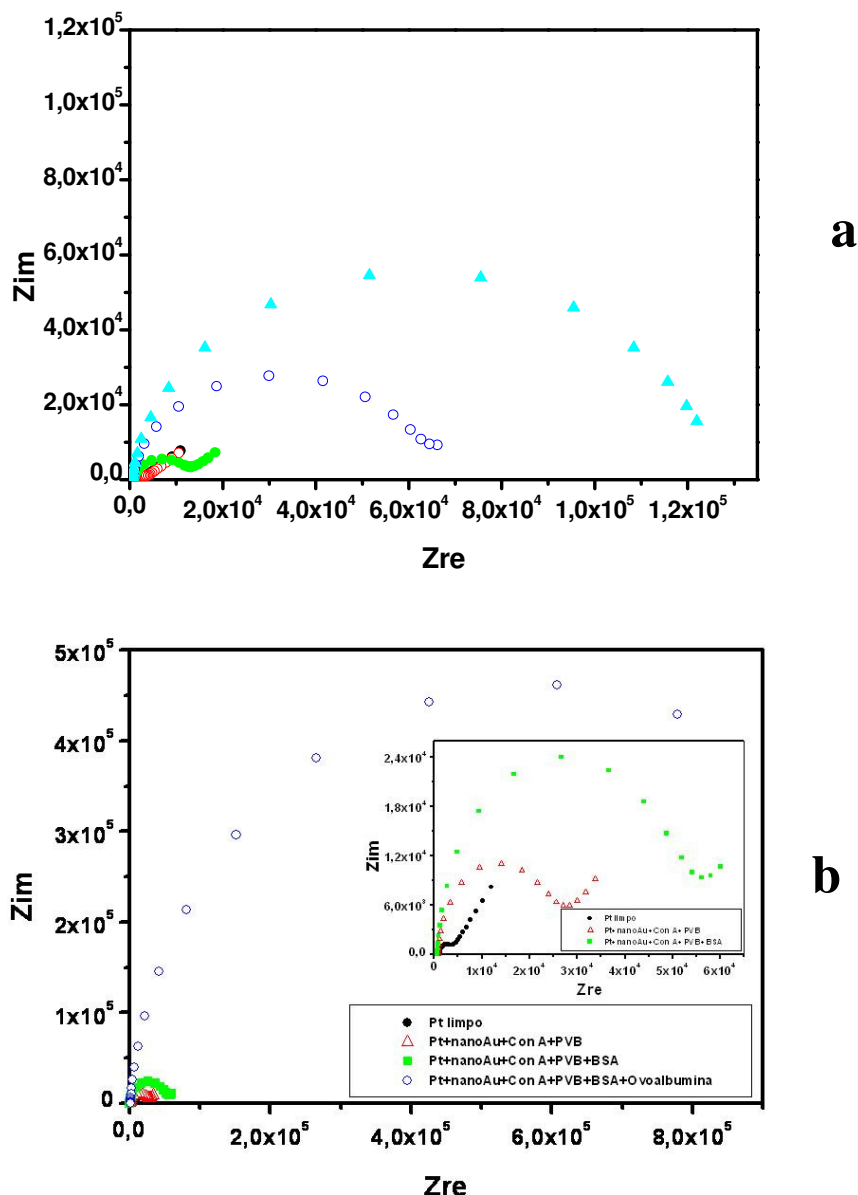 1,2x10⁵
1,0x10⁵
8,0x10⁴
6,0x10⁴
4,0x10⁴
2,0x10⁴
0,0
Zim
0,0 2,0x10⁴ 4,0x10⁴ 6,0x10⁴ 8,0x10⁴ 1,0x10⁵ 1,2x10⁵
Zre
a
5x10⁵
4x10⁵
3x10⁵
2x10⁵
1x10⁵
0
Zim
2,4x10⁴
1,8x10⁴
1,2x10⁴
6,0x10³
0,0
Zim
Pt limpo
Pt+nanoAu+Con A+PVB
Pt+nanoAu+Con A+PVB+BSA
0 1x10⁴ 2x10⁴ 3x10⁴ 4x10⁴ 5x10⁴ 6x10⁴
Zre
Pt limpo
Pt+nanoAu+Con A+PVB
Pt+nanoAu+Con A+PVB+BSA
Pt+nanoAu+Con A+PVB+BSA+Ovoalbumina
0,0 2,0x10⁵ 4,0x10⁵ 6,0x10⁵ 8,0x10⁵
Zre
b